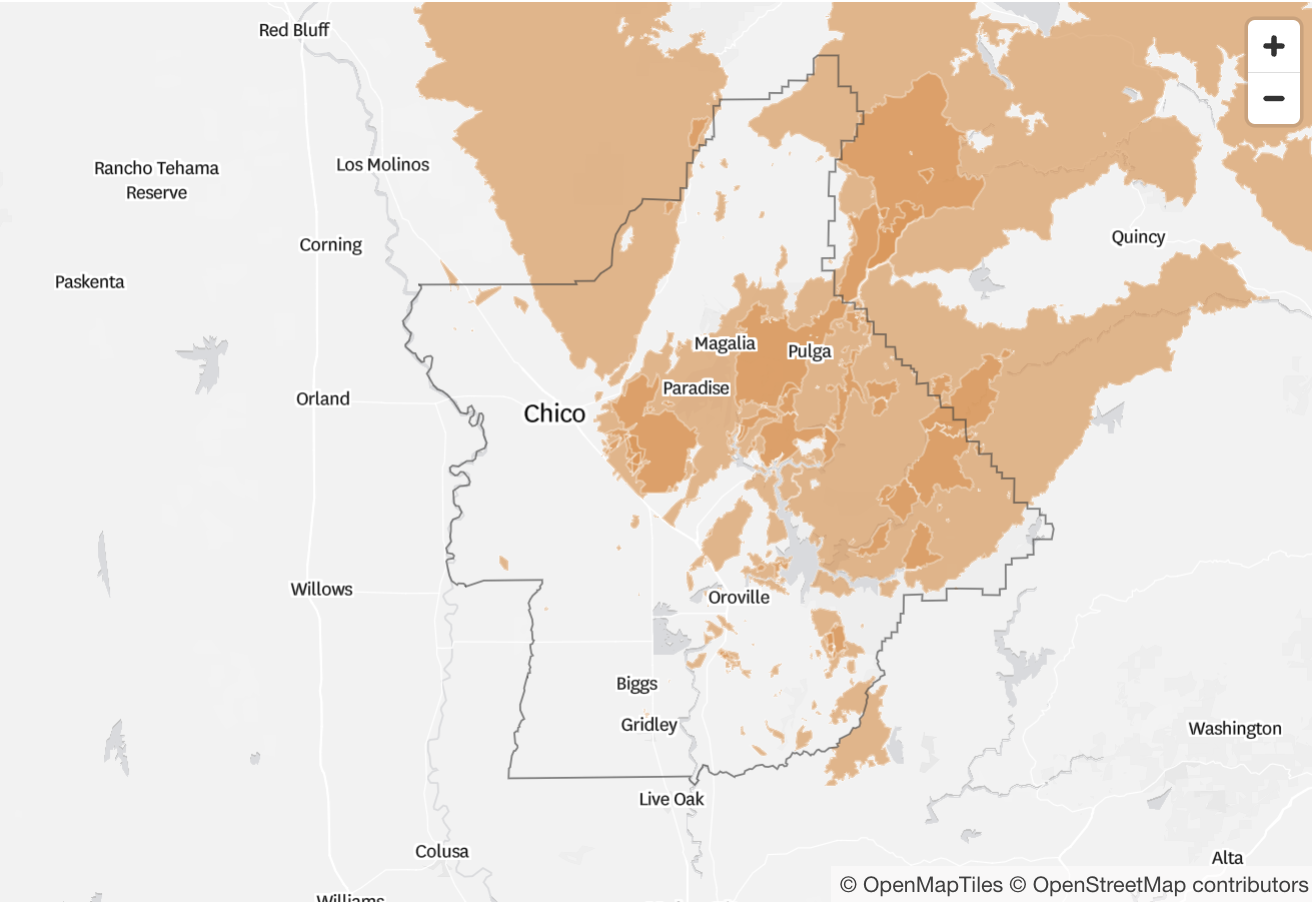 Red Bluff
+
−
Rancho Tehama
Reserve
Los Molinos
Corning
Quincy
Paskenta
Magalia
Pulga
Paradise
Orland
Chico
Willows
Oroville
Biggs
Gridley
Washington
Live Oak
Colusa
Alta
© OpenMapTiles © OpenStreetMap contributors
Williams